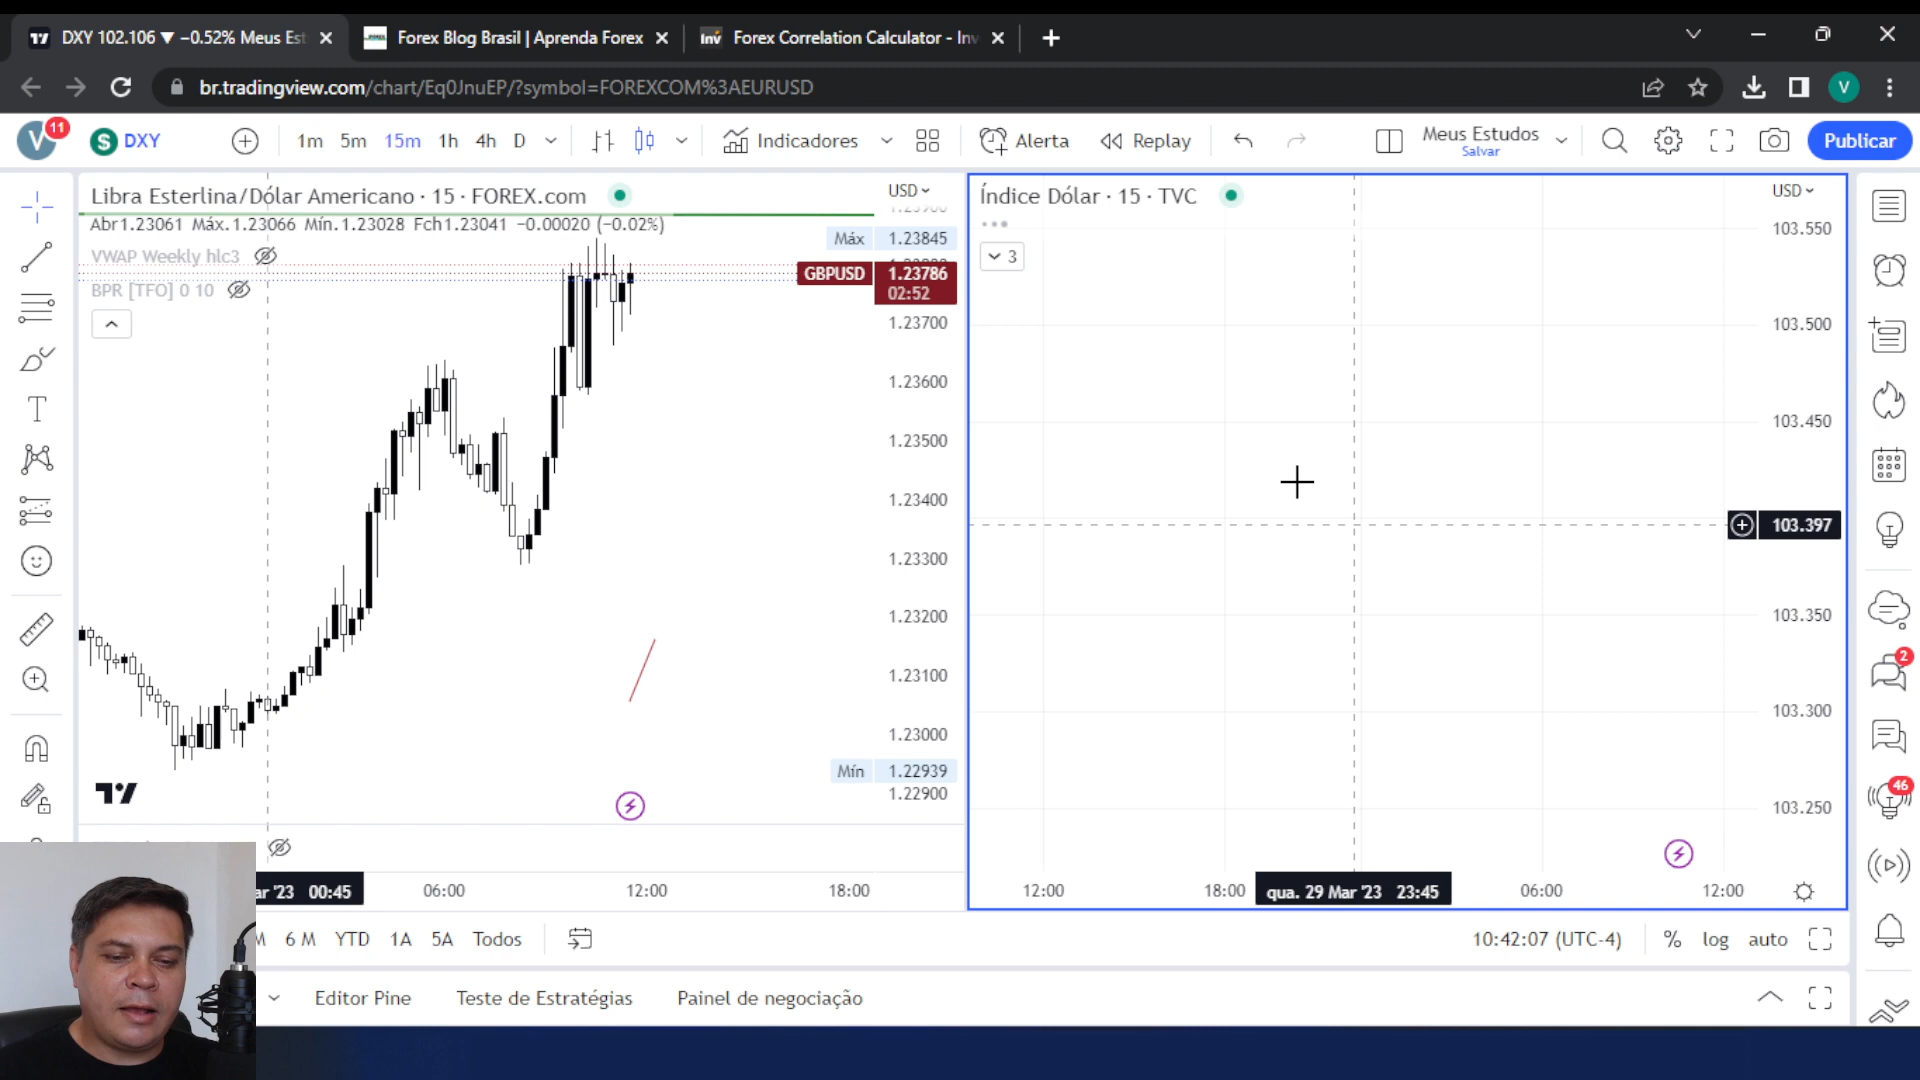 DXY 102.106 ▼ −0.52% Meus Est
Forex Blog Brasil | Aprenda Forex
Inv
Forex Correlation Calculator - Inv
br.tradingview.com/chart/Eq0JnuEP/?symbol=FOREXCOM%3AEURUSD
V
V
11
S
DXY
1m 5m 15m 1h 4h D
Indicadores
Alerta
Replay
Meus Estudos
Salvar
Publicar
Libra Esterlina/Dólar Americano · 15 · FOREX.com
USD
Abr1.23061 Máx.1.23066 Mín.1.23028 Fch1.23041 −0.00020 (−0.02%)
VWAP Weekly hlc3
BPR [TFO] 0 10
Máx 1.23845
GBPUSD 1.23786
02:52
1.23700
1.23600
1.23500
1.23400
1.23300
1.23200
1.23100
1.23000
Mín 1.22939
1.22900
ar '23 00:45
06:00
12:00
18:00
Índice Dólar · 15 · TVC
USD
3
103.550
103.500
103.450
103.397
103.350
103.300
103.250
12:00
18:00
qua. 29 Mar '23 23:45
06:00
12:00
2
46
M 6 M YTD 1A 5A Todos
10:42:07 (UTC-4)
% log auto
Editor Pine
Teste de Estratégias
Painel de negociação